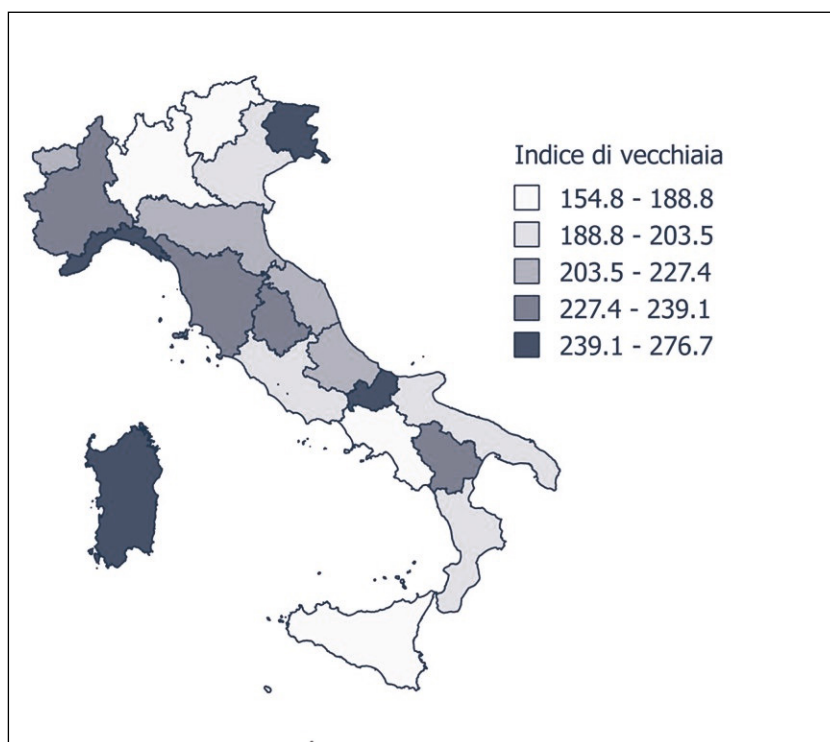 Indice di vecchiaia
154.8 - 188.8
188.8 - 203.5
203.5 - 227.4
227.4 - 239.1
239.1 - 276.7